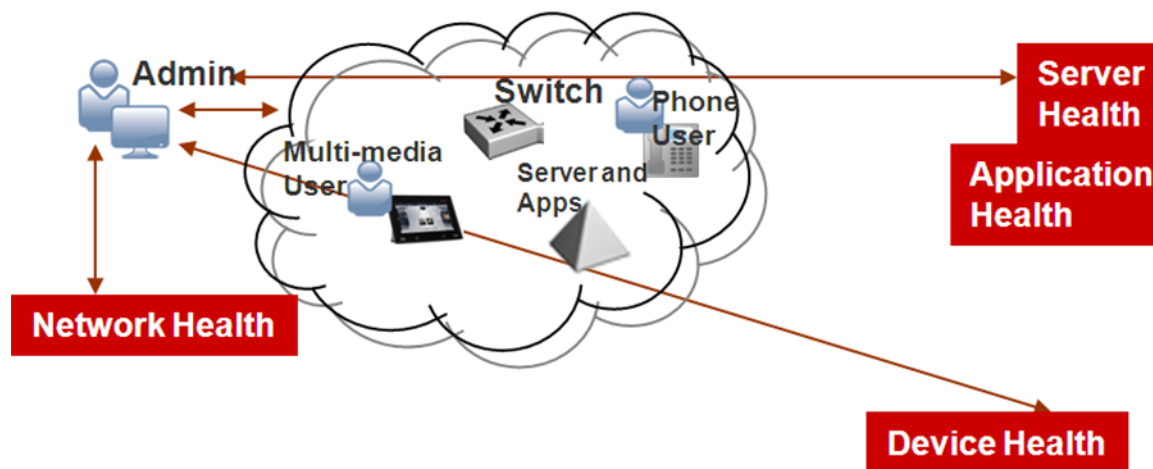 Admin
Switch
Phone
User
Multi-media
User
Server and
Apps
Server
Health
Application
Health
Network Health
Device Health